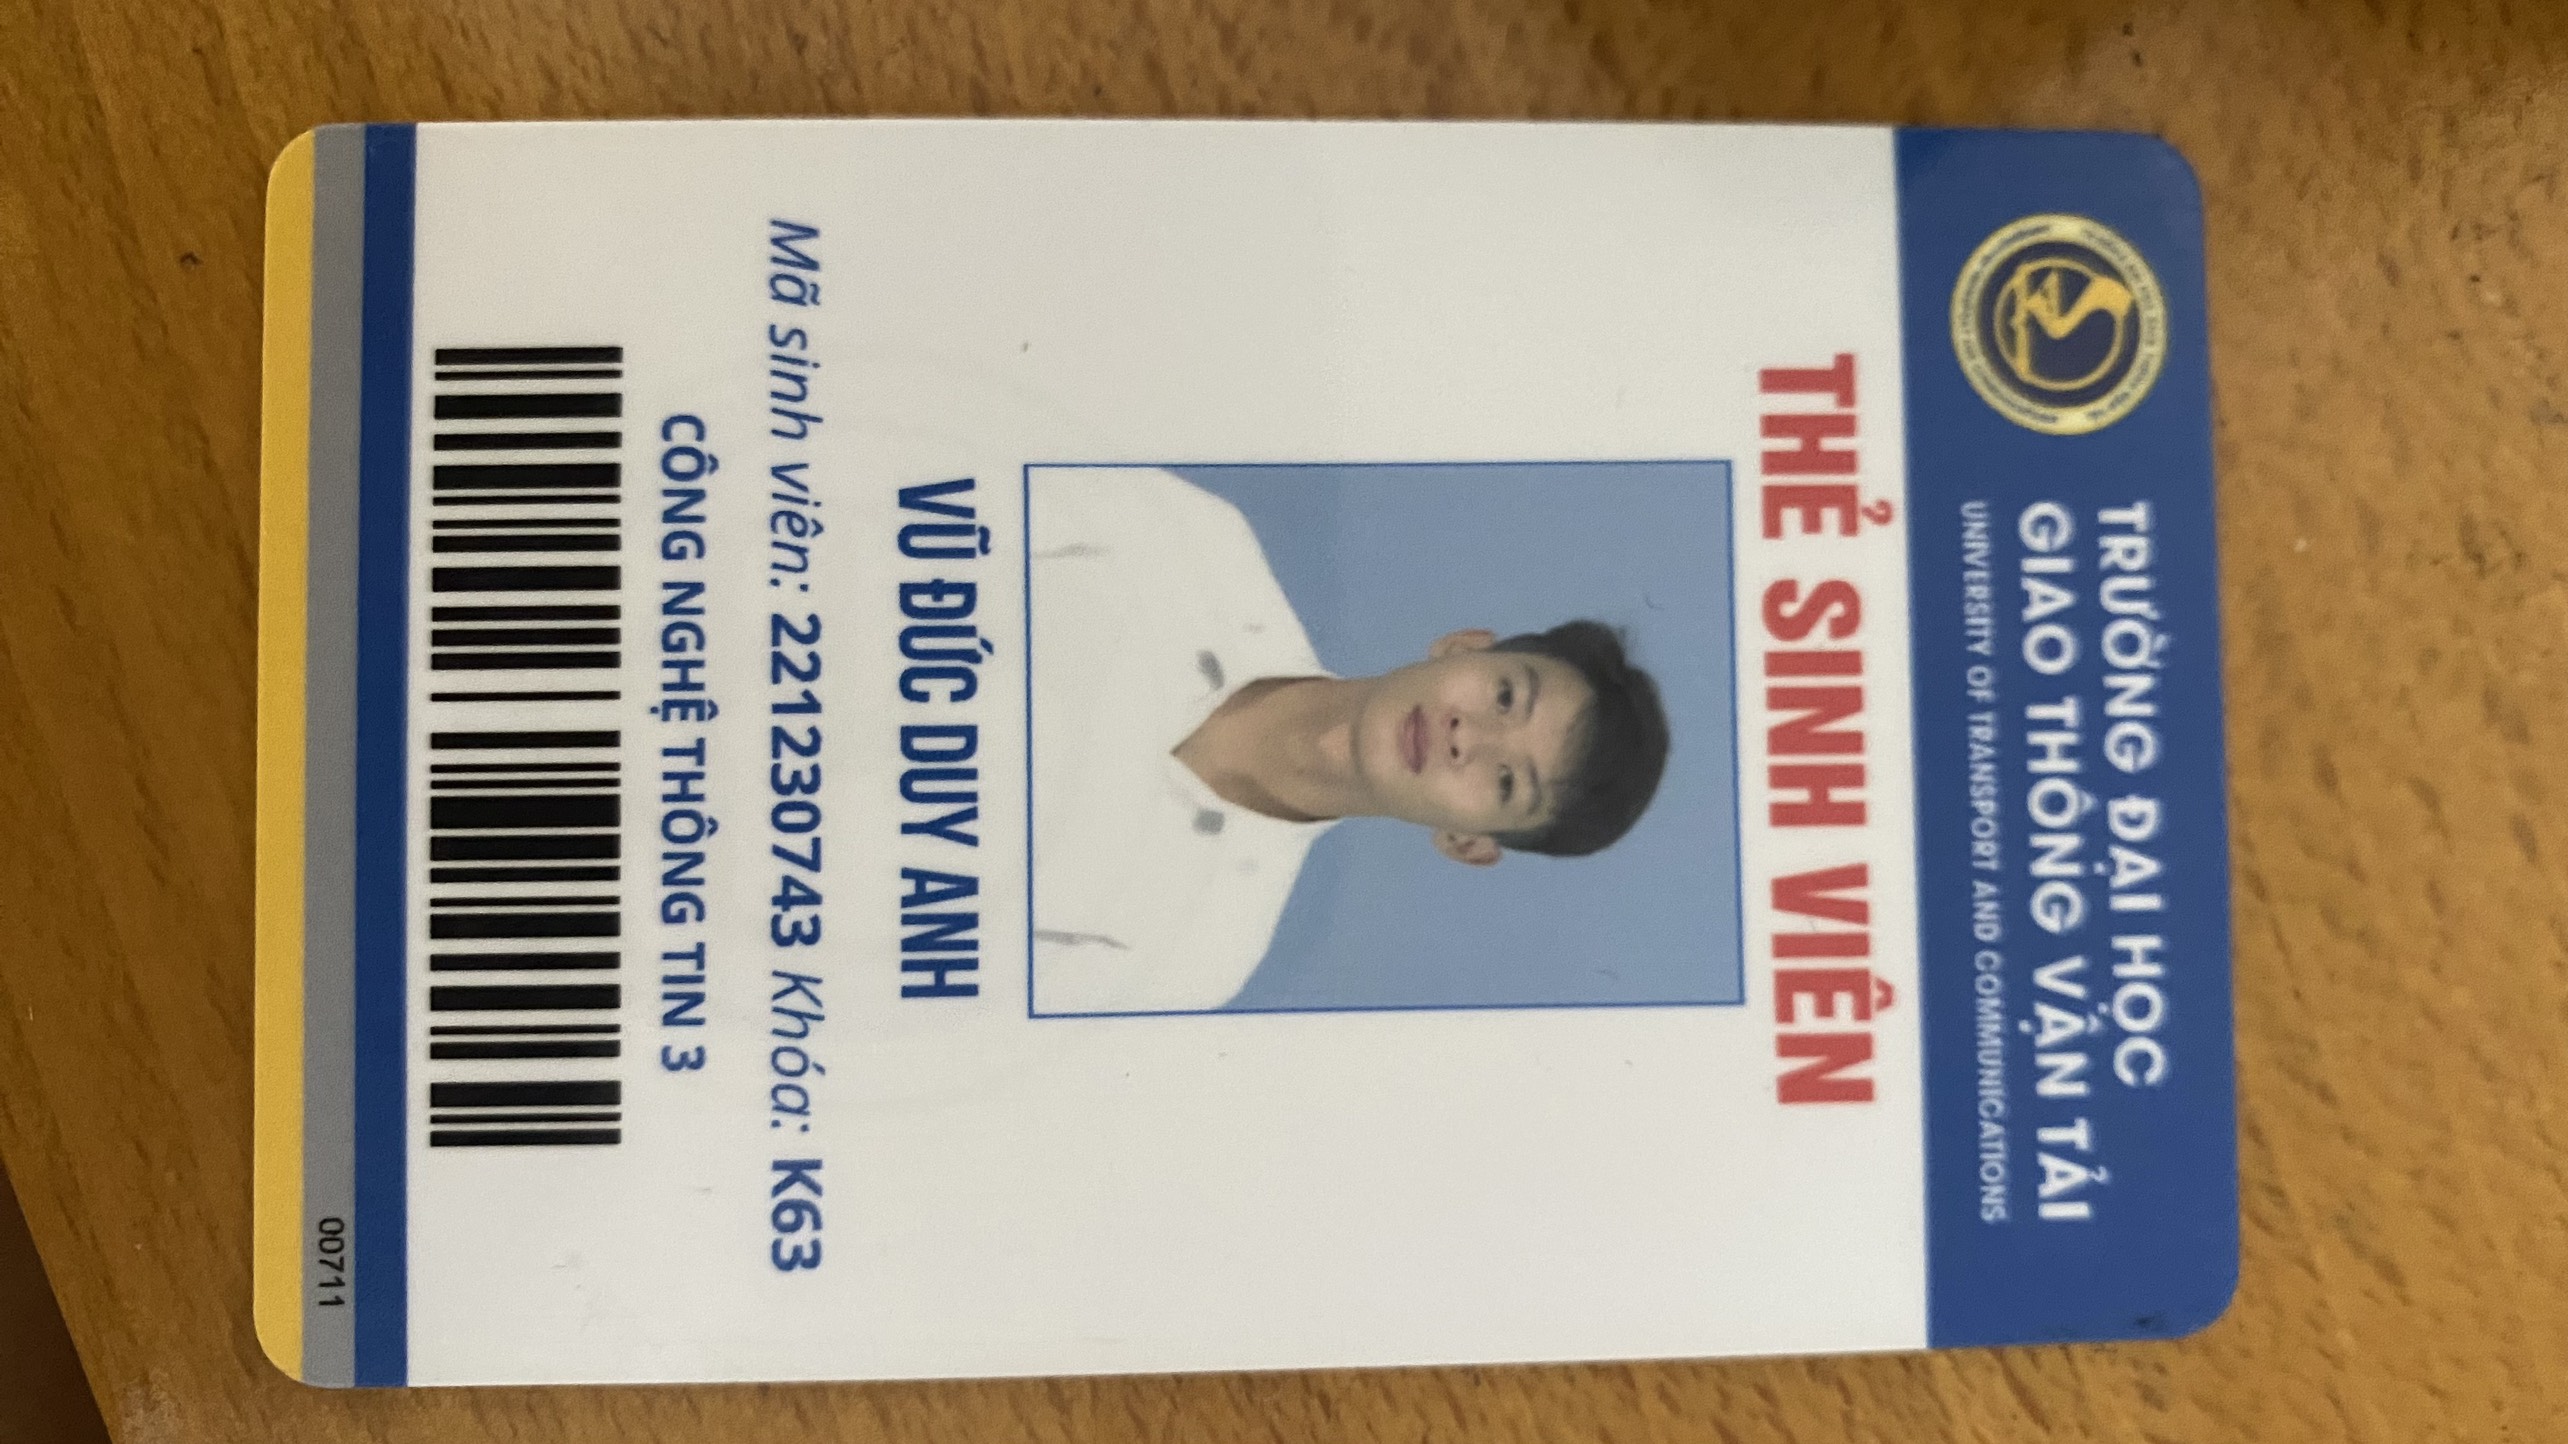 TRƯỜNG ĐẠI HỌC
GIAO THÔNG VẬN TẢI
UNIVERSITY OF TRANSPORT AND COMMUNICATIONS
THẺ SINH VIÊN
VŨ ĐỨC DUY ANH
Mã sinh viên: 221230743 Khóa: K63
CÔNG NGHỆ THÔNG TIN 3
00711